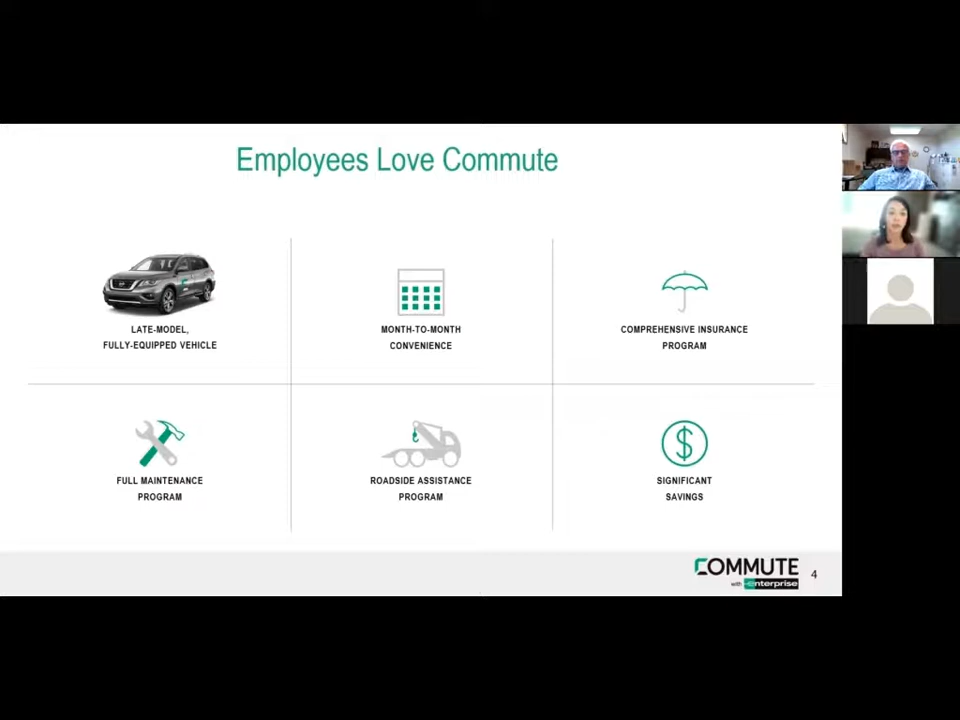 Employees Love Commute
LATE-MODEL,
FULLY-EQUIPPED VEHICLE
MONTH-TO-MONTH
CONVENIENCE
COMPREHENSIVE INSURANCE
PROGRAM
FULL MAINTENANCE
PROGRAM
ROADSIDE ASSISTANCE
PROGRAM
SIGNIFICANT
SAVINGS
COMMUTE
with enterprise
4